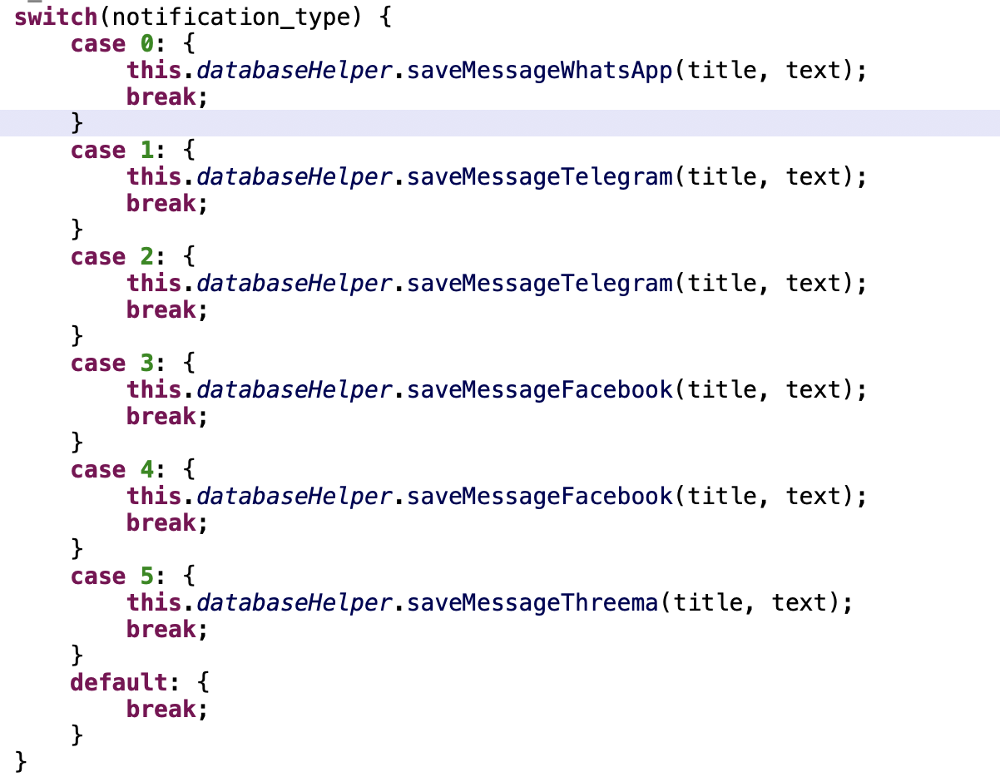 switch(notification_type) {
    case 0: {
        this.databaseHelper.saveMessageWhatsApp(title, text);
        break;
    }
    case 1: {
        this.databaseHelper.saveMessageTelegram(title, text);
        break;
    }
    case 2: {
        this.databaseHelper.saveMessageTelegram(title, text);
        break;
    }
    case 3: {
        this.databaseHelper.saveMessageFacebook(title, text);
        break;
    }
    case 4: {
        this.databaseHelper.saveMessageFacebook(title, text);
        break;
    }
    case 5: {
        this.databaseHelper.saveMessageThreema(title, text);
        break;
    }
    default: {
        break;
    }
}